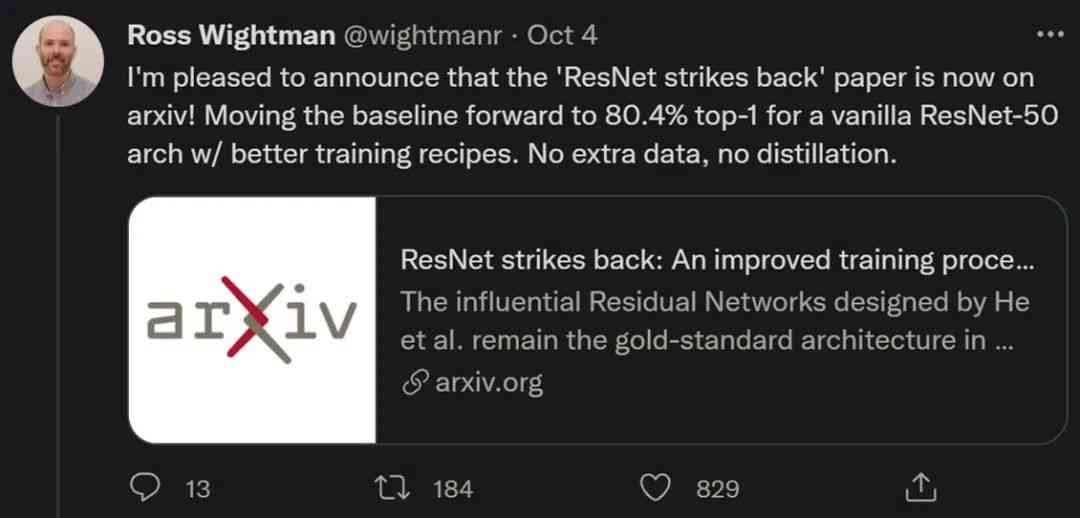 Ross Wightman @wightmanr · Oct 4
I'm pleased to announce that the 'ResNet strikes back' paper is now on
arxiv! Moving the baseline forward to 80.4% top-1 for a vanilla ResNet-50
arch w/ better training recipes. No extra data, no distillation.
arXiv
ResNet strikes back: An improved training proce...
The influential Residual Networks designed by He
et al. remain the gold-standard architecture in ...
arxiv.org
13 184 829